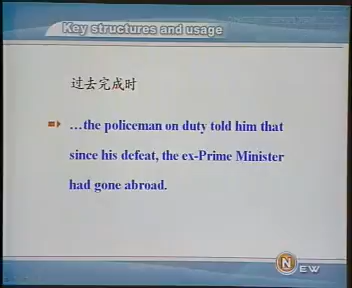 Key structures and usage
过去完成时
…the policeman on duty told him that
since his defeat, the ex-Prime Minister
had gone abroad.
NEW